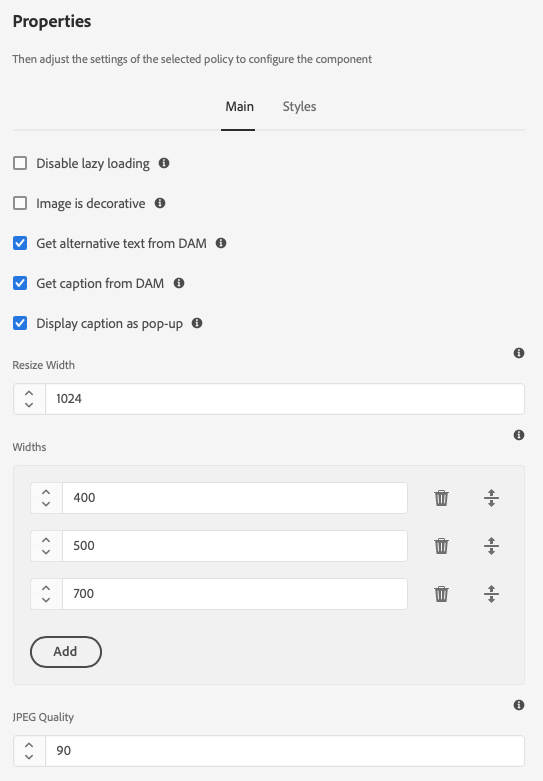 Properties
Then adjust the settings of the selected policy to configure the component
Main Styles
Disable lazy loading
Image is decorative
Get alternative text from DAM
Get caption from DAM
Display caption as pop-up
Resize Width
1024
Widths
400
500
700
Add
JPEG Quality
90